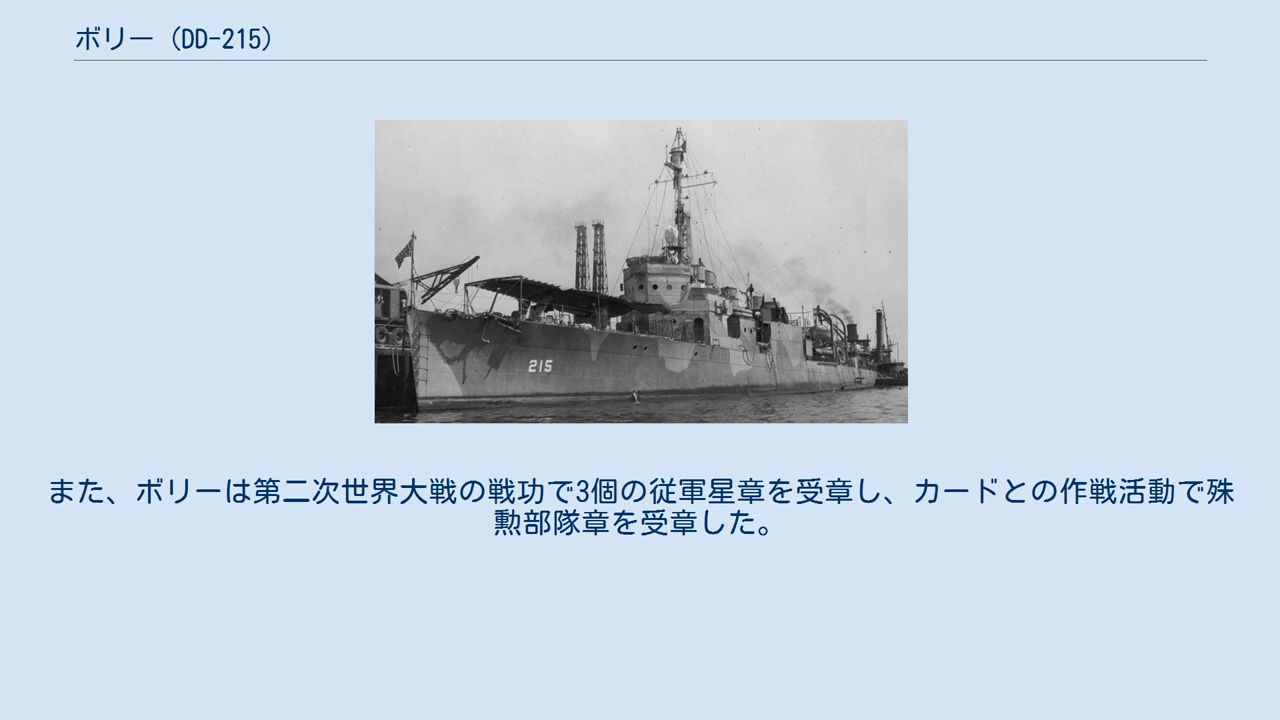 ボリー（DD-215）
215
また、ボリーは第二次世界大戦の戦功で3個の従軍星章を受章し、カードとの作戦活動で殊
勲部隊章を受章した。